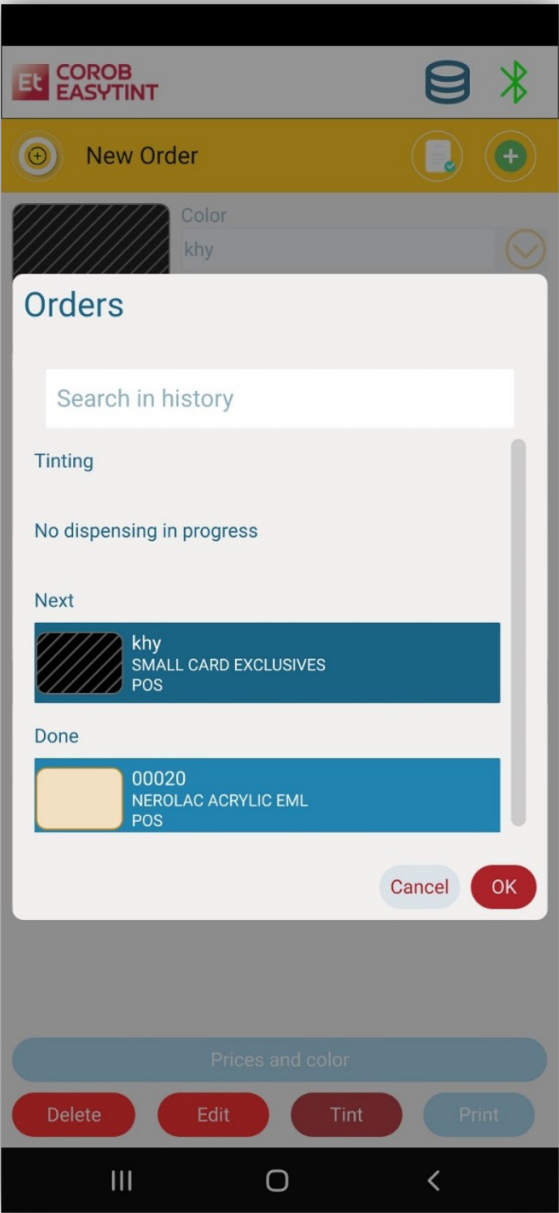 Et COROB
EASYTINT
New Order
Color
khy
Orders
Search in history
Tinting
No dispensing in progress
Next
khy
SMALL CARD EXCLUSIVES
POS
Done
00020
NEROLAC ACRYLIC EML
POS
Cancel OK
Prices and color
Delete Edit Tint Print